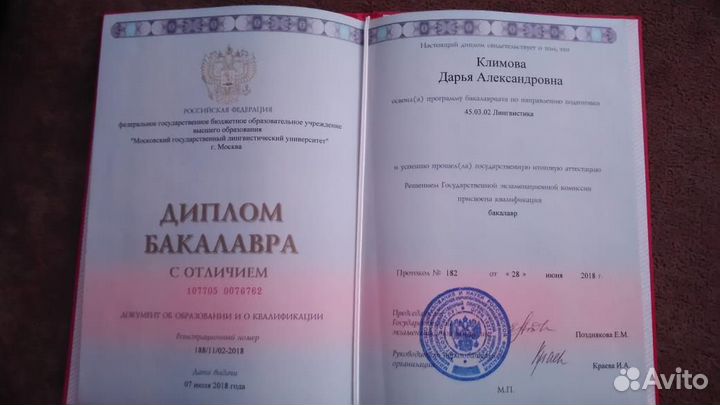 РОССИЙСКАЯ ФЕДЕРАЦИЯ
федеральное государственное бюджетное образовательное учреждение
высшего образования
"Московский государственный лингвистический университет"
г. Москва
ДИПЛОМ
БАКАЛАВРА
С ОТЛИЧИЕМ
107705 0076762
ДОКУМЕНТ ОБ ОБРАЗОВАНИИ И О КВАЛИФИКАЦИИ
Регистрационный номер
188/11/02-2018
Дата выдачи
07 июля 2018 года
Настоящий диплом свидетельствует о том, что
Климова
Дарья Александровна
освоил(а) программу бакалавриата по направлению подготовки
45.03.02 Лингвистика
и успешно прошел(ла) государственную итоговую аттестацию
Решением Государственной экзаменационной комиссии
присвоена квалификация
бакалавр
Протокол № 182 от «28» июня 2018 г.
Государственной
Позднякова Е.М.
Краева И.А.
М.П.
Avito